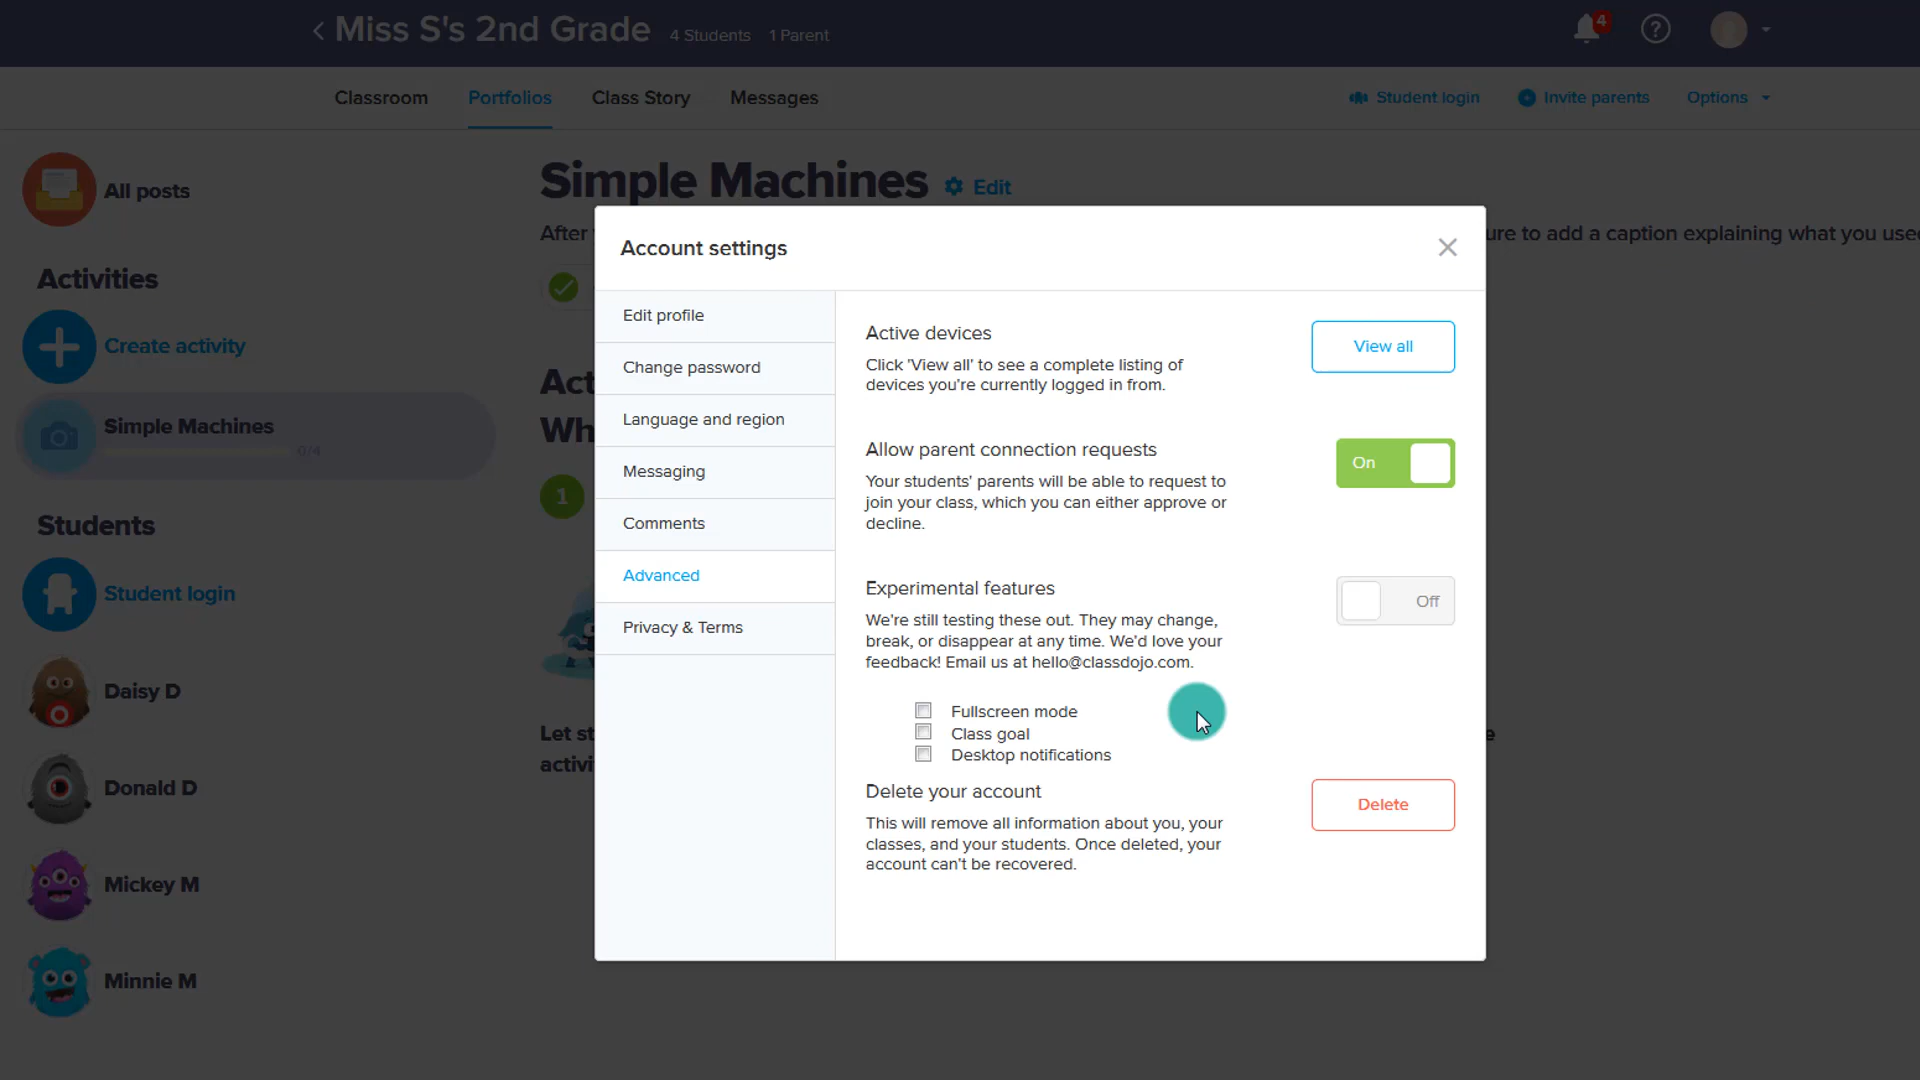 Miss S's 2nd Grade 4 Students 1 Parent
4
Classroom Portfolios Class Story Messages
Student login Invite parents Options
All posts
Activities
Create activity
Simple Machines
0/4
Students
Student login
Daisy D
Donald D
Mickey M
Minnie M
Simple Machines Edit
After
ure to add a caption explaining what you use
Act
Wh
1
Let st
activi
e
Account settings
Edit profile
Change password
Language and region
Messaging
Comments
Advanced
Privacy & Terms
Active devices
Click 'View all' to see a complete listing of
devices you're currently logged in from.
View all
Allow parent connection requests
Your students' parents will be able to request to
join your class, which you can either approve or
decline.
On
Experimental features
We're still testing these out. They may change,
break, or disappear at any time. We'd love your
feedback! Email us at hello@classdojo.com.
Off
Fullscreen mode
Class goal
Desktop notifications
Delete your account
This will remove all information about you, your
classes, and your students. Once deleted, your
account can't be recovered.
Delete